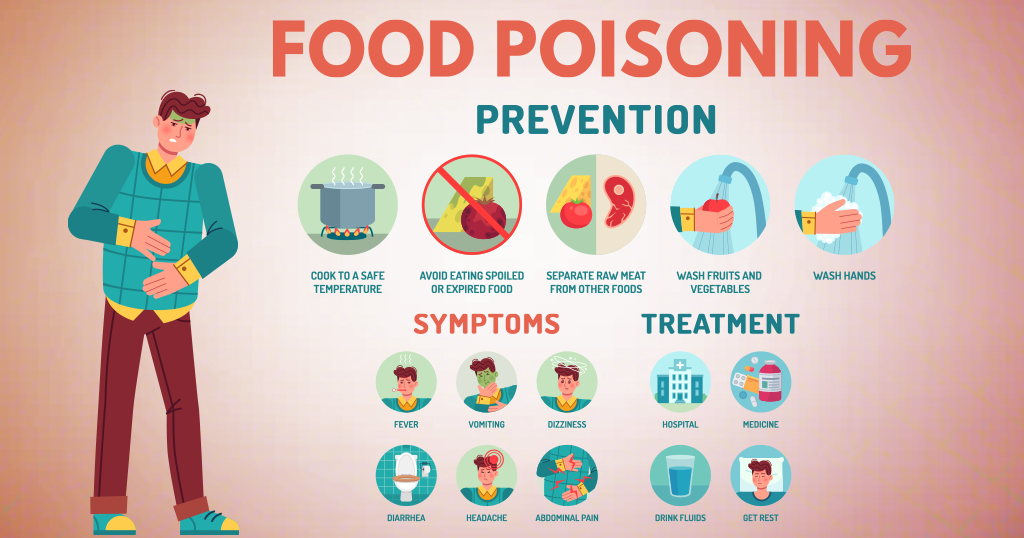 FOOD POISONING
PREVENTION
COOK TO A SAFE
TEMPERATURE
AVOID EATING SPOILED
OR EXPIRED FOOD
SEPARATE RAW MEAT
FROM OTHER FOODS
WASH FRUITS AND
VEGETABLES
WASH HANDS
SYMPTOMS
FEVER
VOMITING
DIZZINESS
DIARRHEA
HEADACHE
ABDOMINAL PAIN
TREATMENT
HOSPITAL
MEDICINE
DRINK FLUIDS
GET REST